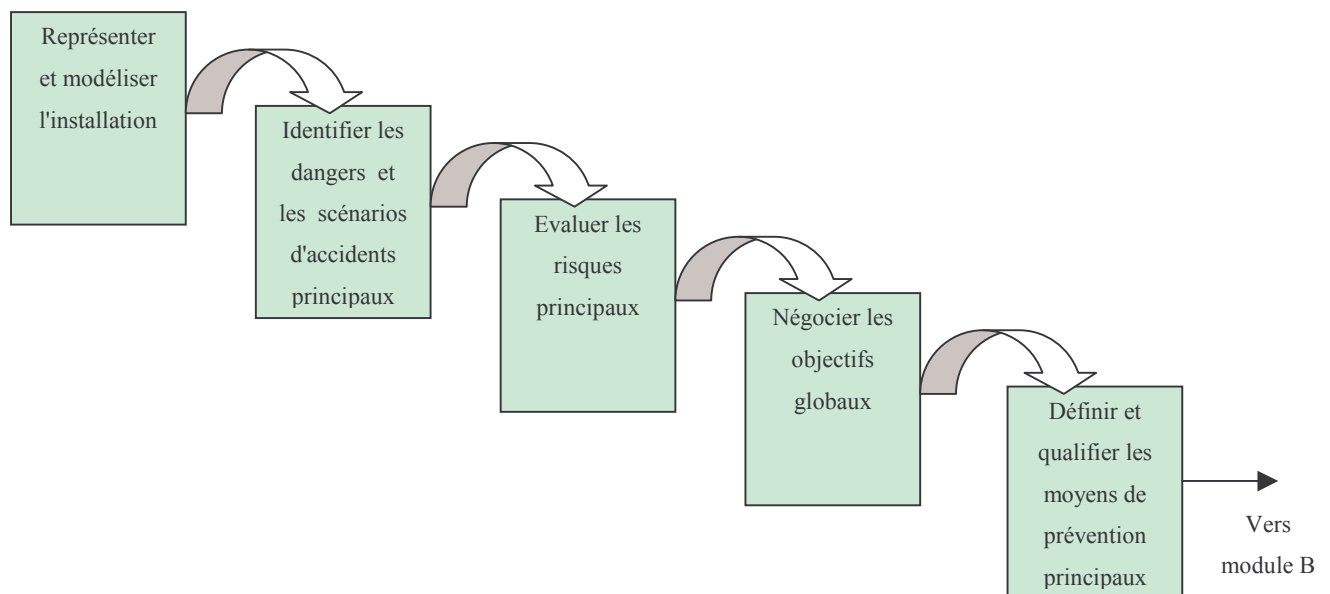 Représenter
et modéliser
l'installation
Identifier les
dangers et
les scénarios
d'accidents
principaux
Evaluer les
risques
principaux
Négocier les
objectifs
globaux
Définir et
qualifier les
moyens de
prévention
principaux
Vers
module B